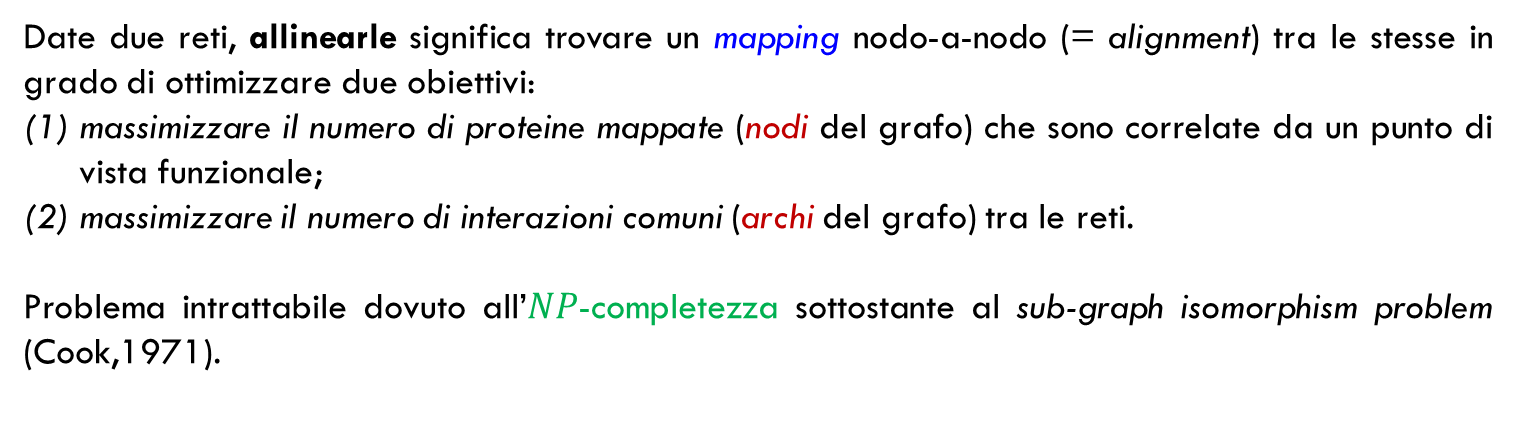 Date due reti, allinearle significa trovare un mapping nodo-a-nodo (= alignment) tra le stesse in
grado di ottimizzare due obiettivi:
(1) massimizzare il numero di proteine mappate (nodi del grafo) che sono correlate da un punto di
vista funzionale;
(2) massimizzare il numero di interazioni comuni (archi del grafo) tra le reti.
Problema intrattabile dovuto all’NP-completezza sottostante al sub-graph isomorphism problem
(Cook,1971).